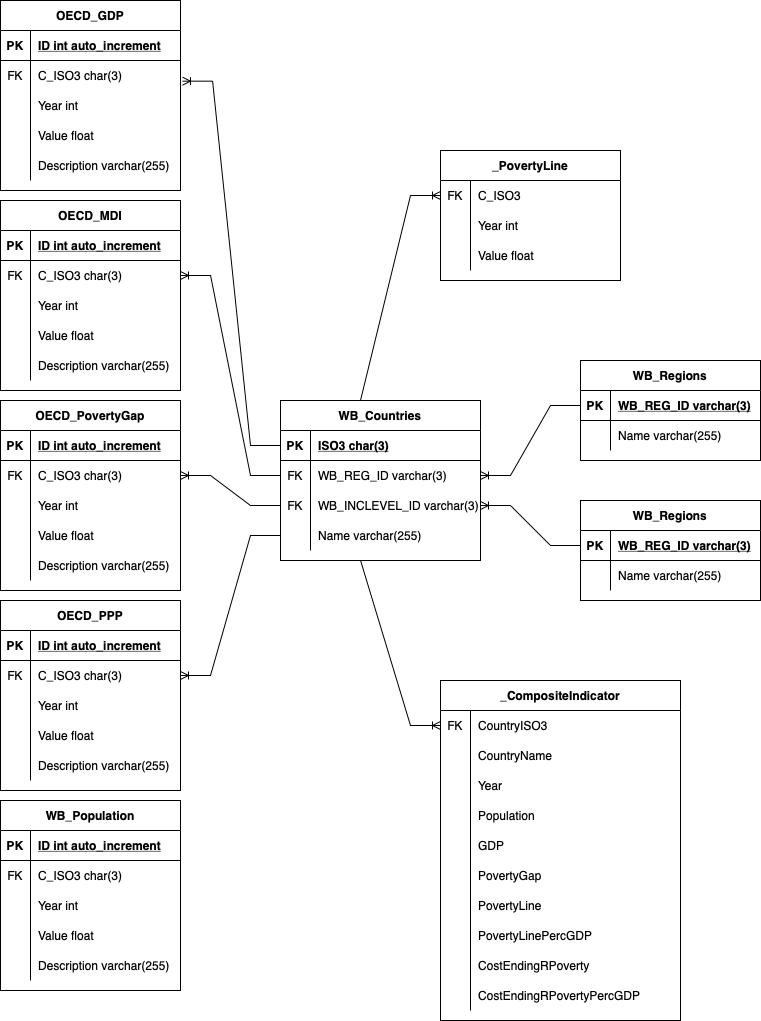 OECD_GDP
PK ID int auto_increment
FK C_ISO3 char(3)
Year int
Value float
Description varchar(255)
OECD_MDI
PK ID int auto_increment
FK C_ISO3 char(3)
Year int
Value float
Description varchar(255)
OECD_PovertyGap
PK ID int auto_increment
FK C_ISO3 char(3)
Year int
Value float
Description varchar(255)
OECD_PPP
PK ID int auto_increment
FK C_ISO3 char(3)
Year int
Value float
Description varchar(255)
WB_Population
PK ID int auto_increment
FK C_ISO3 char(3)
Year int
Value float
Description varchar(255)
WB_Countries
PK ISO3 char(3)
FK WB_REG_ID varchar(3)
FK WB_INCLEVEL_ID varchar(3)
Name varchar(255)
_PovertyLine
FK C_ISO3
Year int
Value float
WB_Regions
PK WB_REG_ID varchar(3)
Name varchar(255)
WB_Regions
PK WB_REG_ID varchar(3)
Name varchar(255)
_CompositeIndicator
FK CountryISO3
CountryName
Year
Population
GDP
PovertyGap
PovertyLine
PovertyLinePercGDP
CostEndingRPoverty
CostEndingRPovertyPercGDP